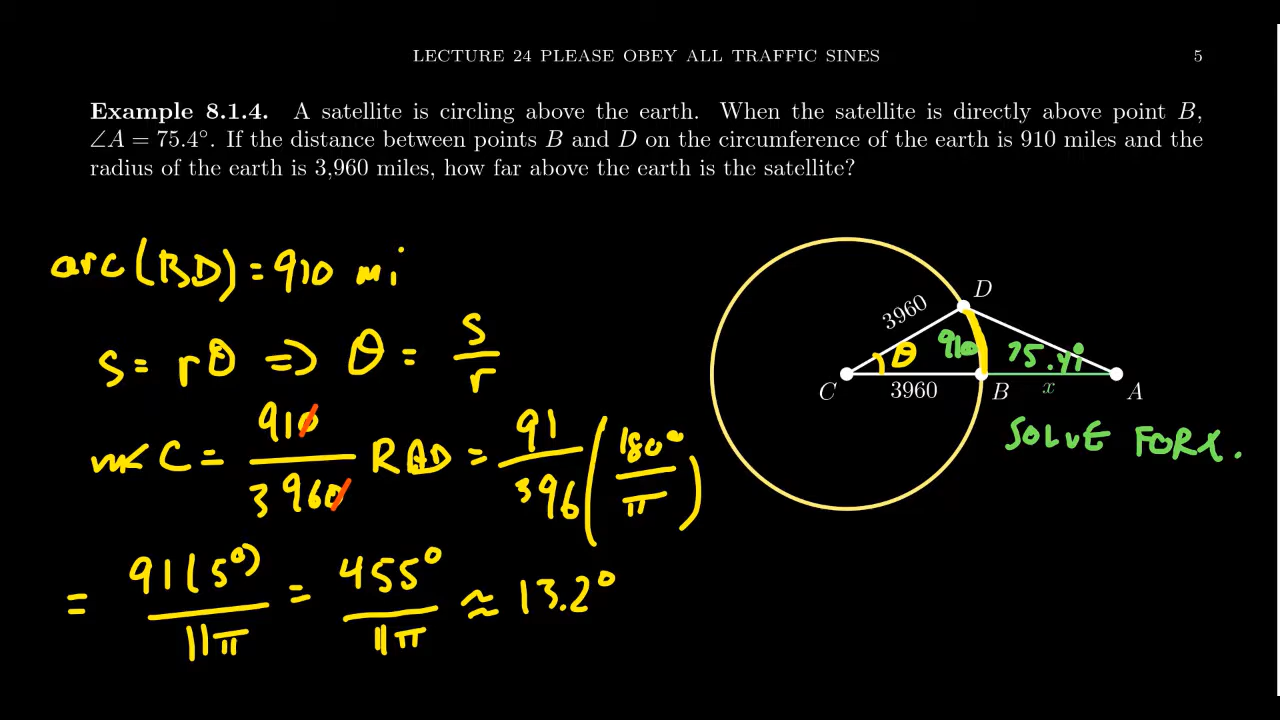 LECTURE 24 PLEASE OBEY ALL TRAFFIC SINES 5
Example 8.1.4. A satellite is circling above the earth. When the satellite is directly above point B,
∠A = 75.4°. If the distance between points B and D on the circumference of the earth is 910 miles and the
radius of the earth is 3,960 miles, how far above the earth is the satellite?
arc(BD) = 910 mi
s = rθ ⟹ θ = s/r
m∡C = 910/3960 RAD = 91/396 (180°/π)
= 91(5°)/11π = 455°/11π ≈ 13.2°
D
3960
θ
910
75.4°
C
3960
B
x
A
SOLVE FOR X.